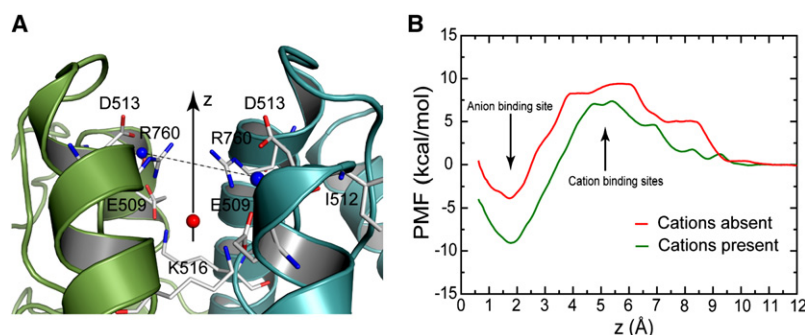 A
D513
z
D513
R760
R760
E509
E509
I512
K516
B
PMF (kcal/mol)
15
10
5
0
-5
-10
-15
Anion binding site
Cation binding sites
Cations absent
Cations present
0 1 2 3 4 5 6 7 8 9 10 11 12
z (Å)